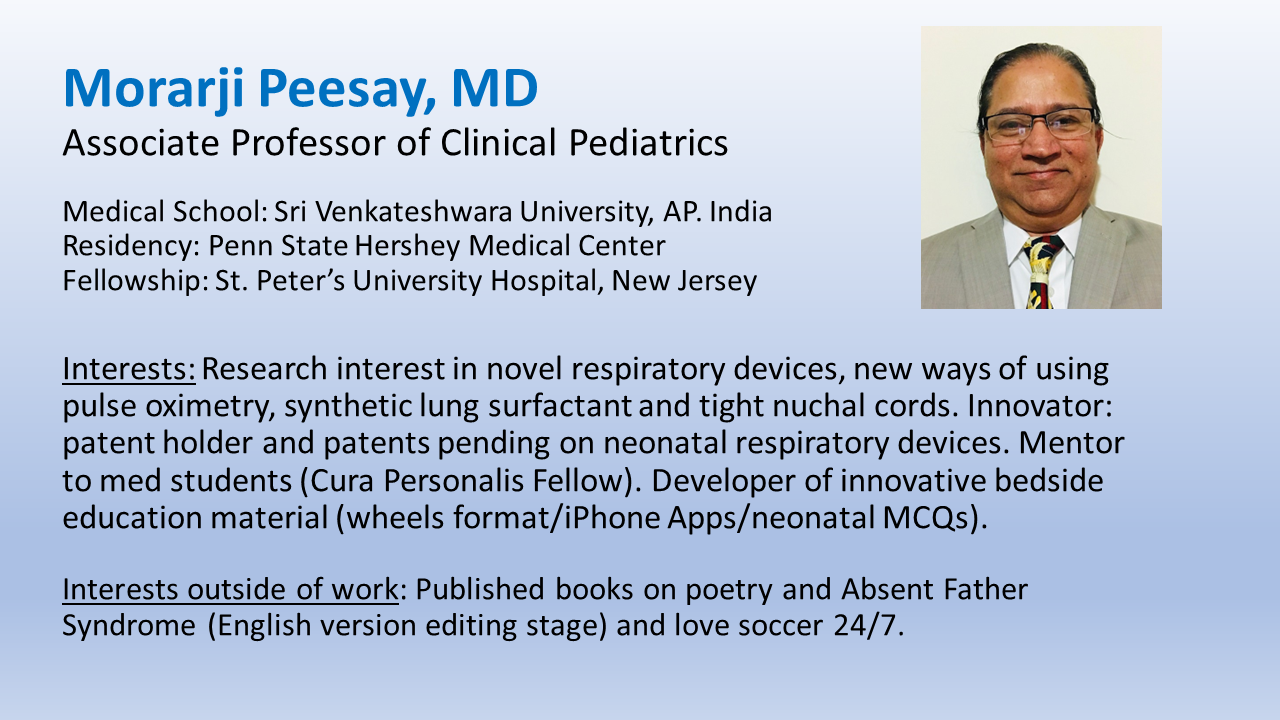 Morarji Peesay, MD
Associate Professor of Clinical Pediatrics
Medical School: Sri Venkateshwara University, AP. India
Residency: Penn State Hershey Medical Center
Fellowship: St. Peter’s University Hospital, New Jersey
Interests: Research interest in novel respiratory devices, new ways of using
pulse oximetry, synthetic lung surfactant and tight nuchal cords. Innovator:
patent holder and patents pending on neonatal respiratory devices. Mentor
to med students (Cura Personalis Fellow). Developer of innovative bedside
education material (wheels format/iPhone Apps/neonatal MCQs).
Interests outside of work: Published books on poetry and Absent Father
Syndrome (English version editing stage) and love soccer 24/7.